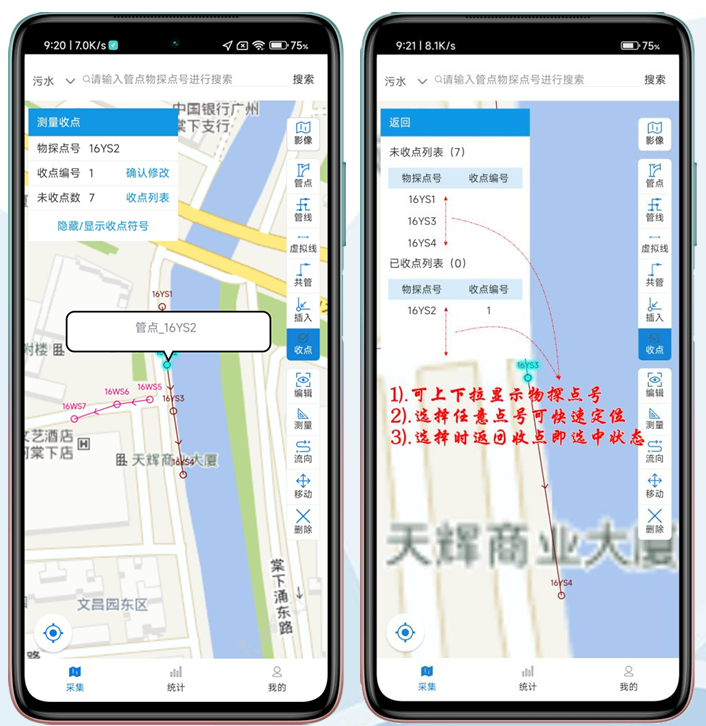 9:20 | 7.0K/s
75%
污水
请输入管点物探点号进行搜索
搜索
中国银行广州
棠下支行
测量收点
物探点号 16YS2
收点编号 1 确认修改
未收点数 7 收点列表
隐藏/显示收点符号
影像
管点
管线
虚拟线
共管
插入
收点
编辑
测量
流向
移动
删除
16YS1
管点_16YS2
16WS5
16WS6
16WS7
16YS3
16YS4
附楼
文艺酒店
棠下店
天辉商业大厦
文昌园东区
棠下涌东路
路
采集
统计
我的
9:21 | 8.1K/s
75%
污水
请输入管点物探点号进行搜索
搜索
返回
未收点列表（7）
物探点号 收点编号
16YS1
16YS3
16YS4
已收点列表（0）
物探点号 收点编号
16YS2 1
影像
管点
管线
虚拟线
共管
插入
收点
编辑
测量
流向
移动
删除
16YS3
1).可上下拉显示物探点号
2).选择任意点号可快速定位
3).选择时返回收点即选中状态
天辉商业大厦
16YS4
采集
统计
我的